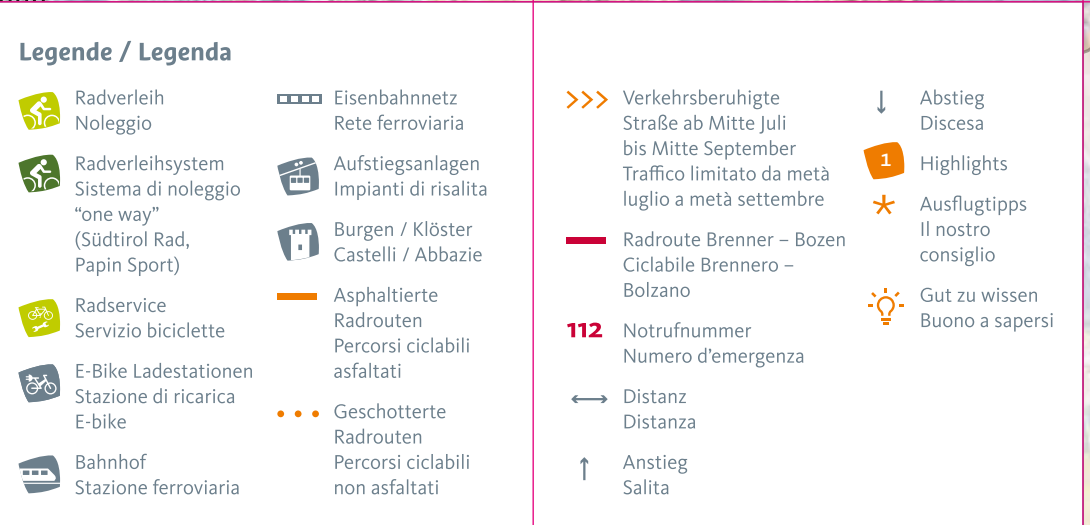 Legende / Legenda
Radverleih
Noleggio
Radverleihsystem
Sistema di noleggio
“one way”
(Südtirol Rad,
Papin Sport)
Radservice
Servizio biciclette
E-Bike Ladestationen
Stazione di ricarica
E-bike
Bahnhof
Stazione ferroviaria
Eisenbahnnetz
Rete ferroviaria
Aufstiegsanlagen
Impianti di risalita
Burgen / Klöster
Castelli / Abbazie
Asphaltierte
Radrouten
Percorsi ciclabili
asfaltati
Geschotterte
Radrouten
Percorsi ciclabili
non asfaltati
Verkehrsberuhigte
Straße ab Mitte Juli
bis Mitte September
Traffico limitato da metà
luglio a metà settembre
Radroute Brenner – Bozen
Ciclabile Brennero –
Bolzano
112 Notrufnummer
Numero d’emergenza
Distanz
Distanza
Anstieg
Salita
Abstieg
Discesa
1 Highlights
Ausflugtipps
Il nostro
consiglio
Gut zu wissen
Buono a sapersi